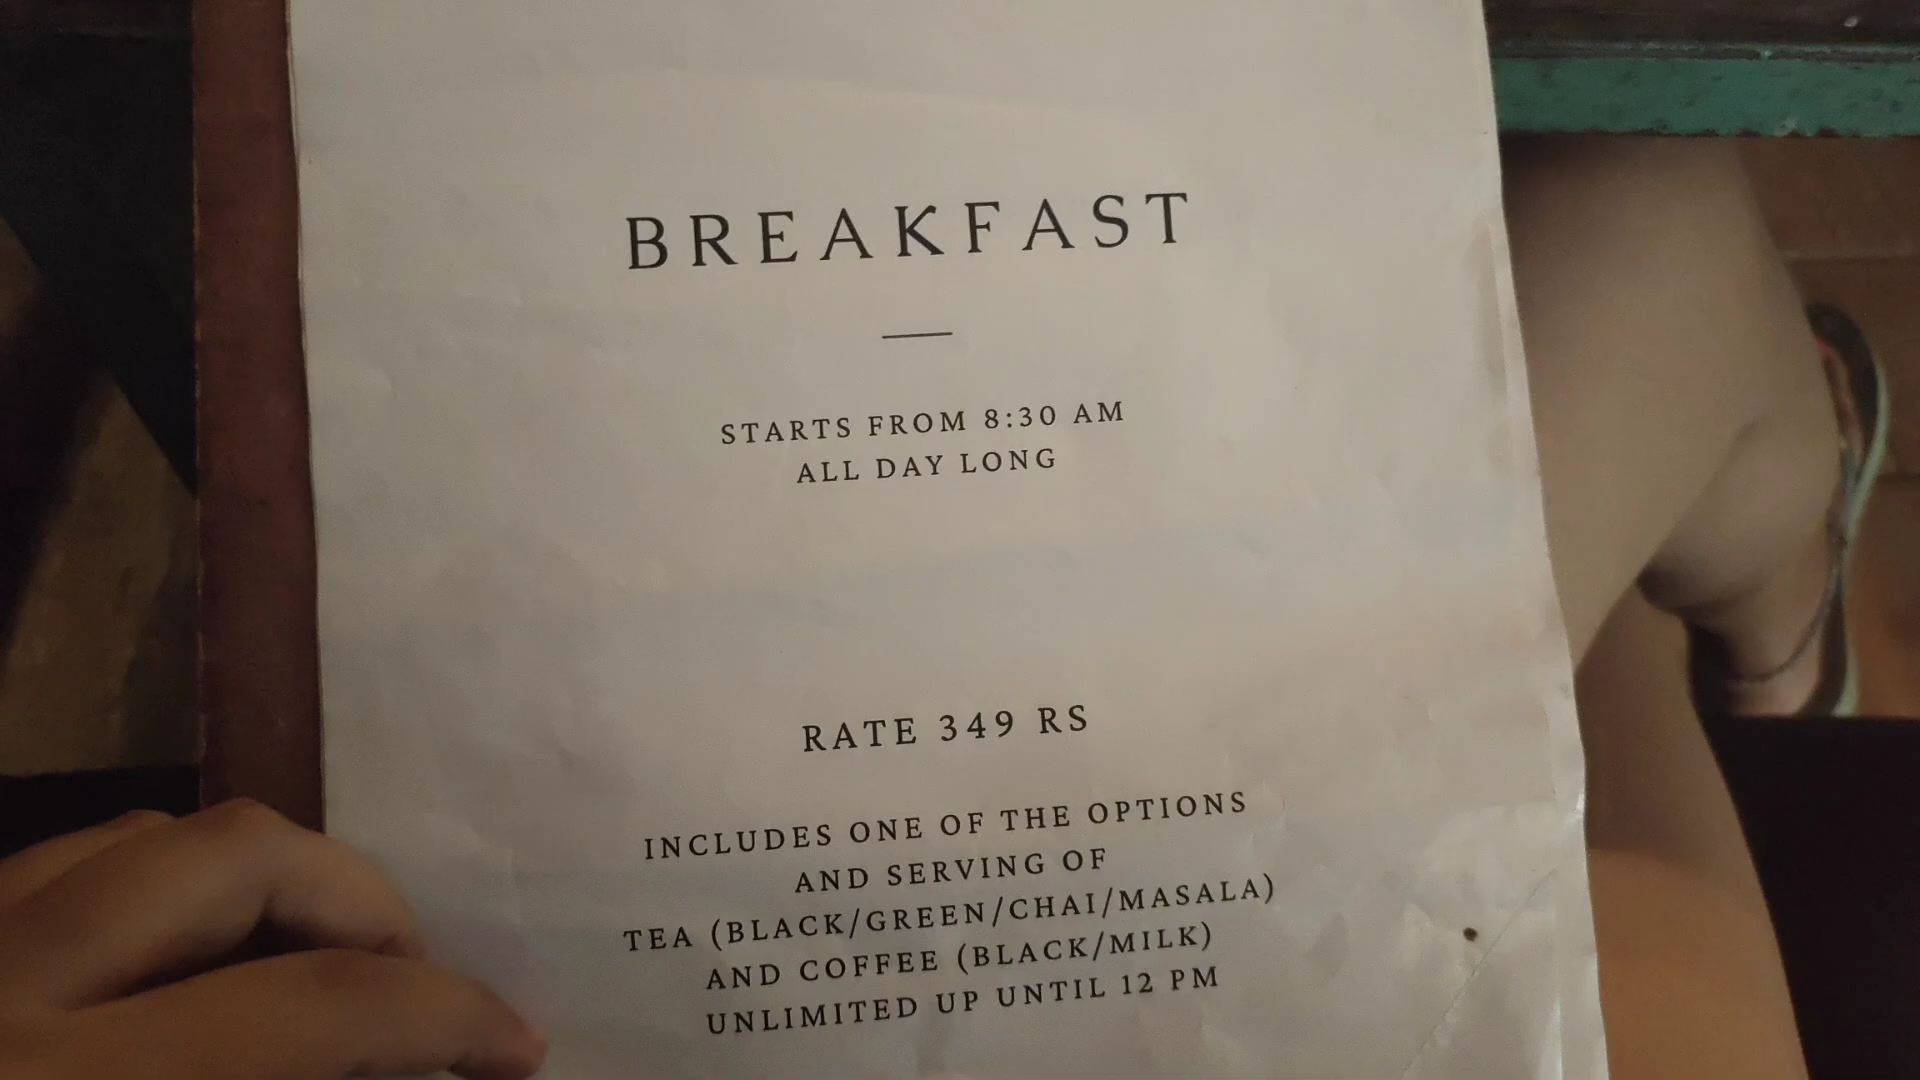 BREAKFAST
STARTS FROM 8:30 AM
ALL DAY LONG
RATE 349 RS
INCLUDES ONE OF THE OPTIONS
AND SERVING OF
TEA (BLACK/GREEN/CHAI/MASALA)
AND COFFEE (BLACK/MILK)
UNLIMITED UP UNTIL 12 PM